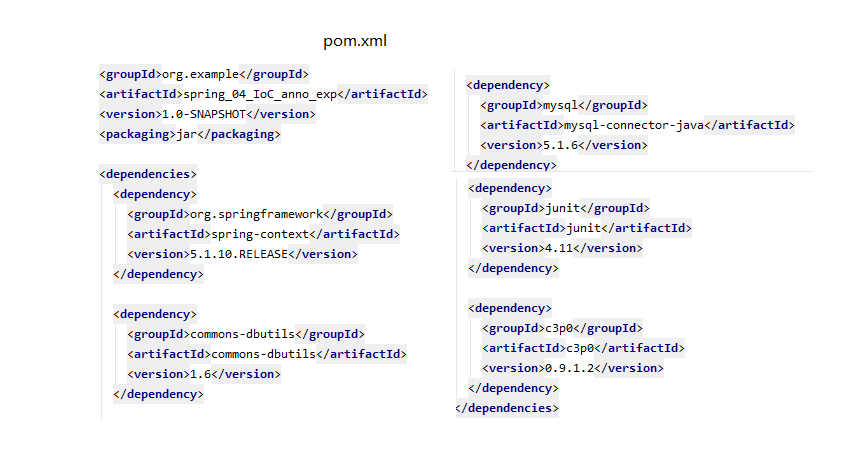 pom.xml
<groupId>org.example</groupId>
<artifactId>spring_04_IoC_anno_exp</artifactId>
<version>1.0-SNAPSHOT</version>
<packaging>jar</packaging>
<dependencies>
<dependency>
<groupId>org.springframework</groupId>
<artifactId>spring-context</artifactId>
<version>5.1.10.RELEASE</version>
</dependency>
<dependency>
<groupId>commons-dbutils</groupId>
<artifactId>commons-dbutils</artifactId>
<version>1.6</version>
</dependency>
<dependency>
<groupId>mysql</groupId>
<artifactId>mysql-connector-java</artifactId>
<version>5.1.6</version>
</dependency>
<dependency>
<groupId>junit</groupId>
<artifactId>junit</artifactId>
<version>4.11</version>
</dependency>
<dependency>
<groupId>c3p0</groupId>
<artifactId>c3p0</artifactId>
<version>0.9.1.2</version>
</dependency>
</dependencies>